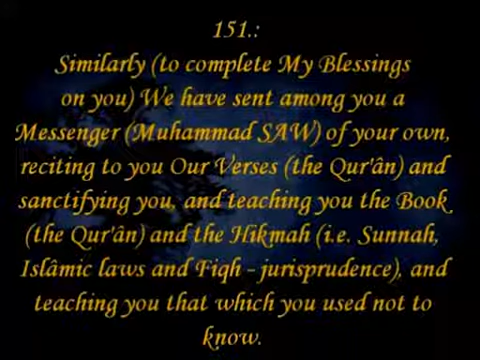 151.:
Similarly (to complete My Blessings
on you) We have sent among you a
Messenger (Muhammad SAW) of your own,
reciting to you Our Verses (the Qur'ân) and
sanctifying you, and teaching you the Book
(the Qur'ân) and the Hikmah (i.e. Sunnah,
Islâmic laws and Fiqh - jurisprudence), and
teaching you that which you used not to
know.